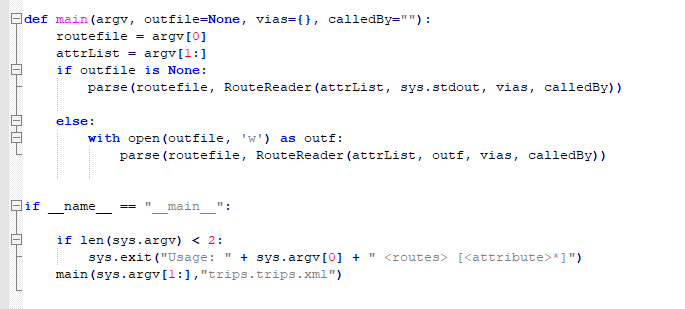 def main(argv, outfile=None, vias={}, calledBy=""):
    routefile = argv[0]
    attrList = argv[1:]
    if outfile is None:
        parse(routefile, RouteReader(attrList, sys.stdout, vias, calledBy))
    else:
        with open(outfile, 'w') as outf:
            parse(routefile, RouteReader(attrList, outf, vias, calledBy))
if __name__ == "__main__":
    if len(sys.argv) < 2:
        sys.exit("Usage: " + sys.argv[0] + " <routes> [<attribute>*]")
    main(sys.argv[1:],"trips.trips.xml")